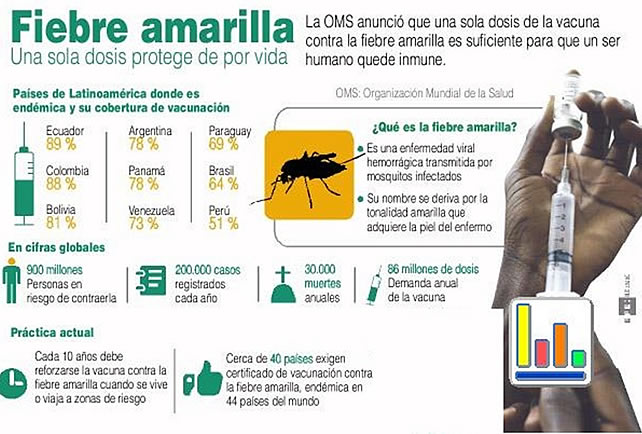 Fiebre amarilla
Una sola dosis protege de por vida
La OMS anunció que una sola dosis de la vacuna
contra la fiebre amarilla es suficiente para que un ser
humano quede inmune.
OMS: Organización Mundial de la Salud
Países de Latinoamérica donde es
endémica y su cobertura de vacunación
Ecuador
89 %
Argentina
78 %
Paraguay
69 %
Colombia
88 %
Panamá
78 %
Brasil
64 %
Bolivia
81 %
Venezuela
73 %
Perú
51 %
¿Qué es la fiebre amarilla?
Es una enfermedad viral
hemorrágica transmitida por
mosquitos infectados
Su nombre se deriva por la
tonalidad amarilla que
adquiere la piel del enfermo
En cifras globales
900 millones
Personas en
riesgo de contraerla
200.000 casos
registrados
cada año
30.000
muertes
anuales
86 millones de dosis
Demanda anual
de la vacuna
Práctica actual
Cada 10 años debe
reforzarse la vacuna contra la
fiebre amarilla cuando se vive
o viaja a zonas de riesgo
Cerca de 40 países exigen
certificado de vacunación contra
la fiebre amarilla, endémica en
44 países del mundo